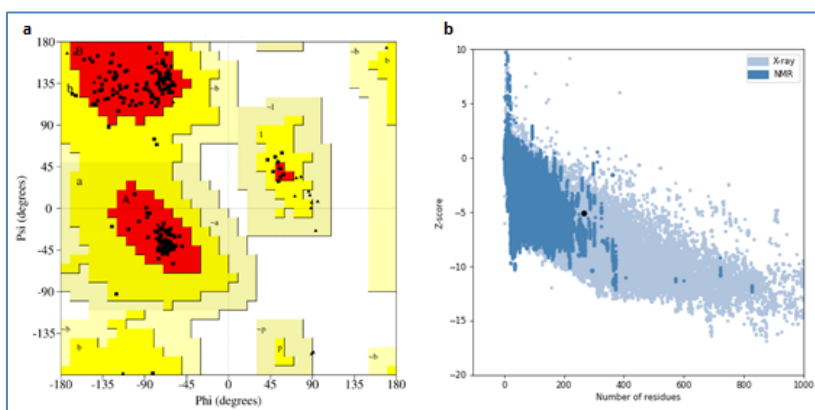 a
180
135
90
45
0
-45
-90
-135
-180
Psi (degrees)
B
b
~b
~b
b
~l
l
a
A
~a
~b
b
~b
~p
p
~b
-180 -135 -90 -45 0 45 90 135 180
Phi (degrees)
b
10
5
0
−5
−10
−15
−20
Z-score
X-ray
NMR
0 200 400 600 800 1000
Number of residues